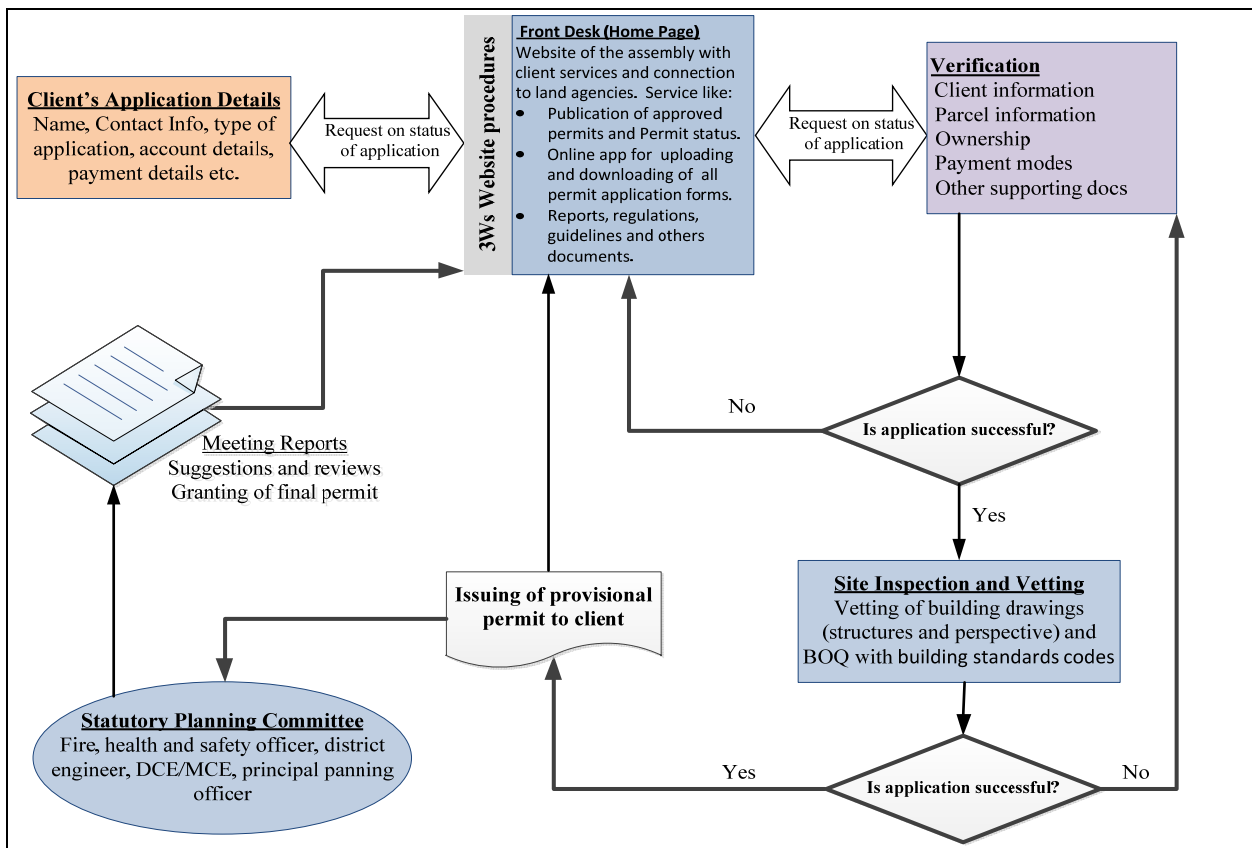 Client's Application Details
Name, Contact Info, type of
application, account details,
payment details etc.
Request on status
of application
3Ws Website procedures
Front Desk (Home Page)
Website of the assembly with
client services and connection
to land agencies.  Service like:
• Publication of approved
permits and Permit status.
• Online app for uploading
and downloading of all
permit application forms.
• Reports, regulations,
guidelines and others
documents.
Request on status
of application
Verification
Client information
Parcel information
Ownership
Payment modes
Other supporting docs
Is application successful?
No
Yes
Site Inspection and Vetting
Vetting of building drawings
(structures and perspective) and
BOQ with building standards codes
Is application successful?
Yes
No
Issuing of provisional
permit to client
Statutory Planning Committee
Fire, health and safety officer, district
engineer, DCE/MCE, principal panning
officer
Meeting Reports
Suggestions and reviews
Granting of final permit